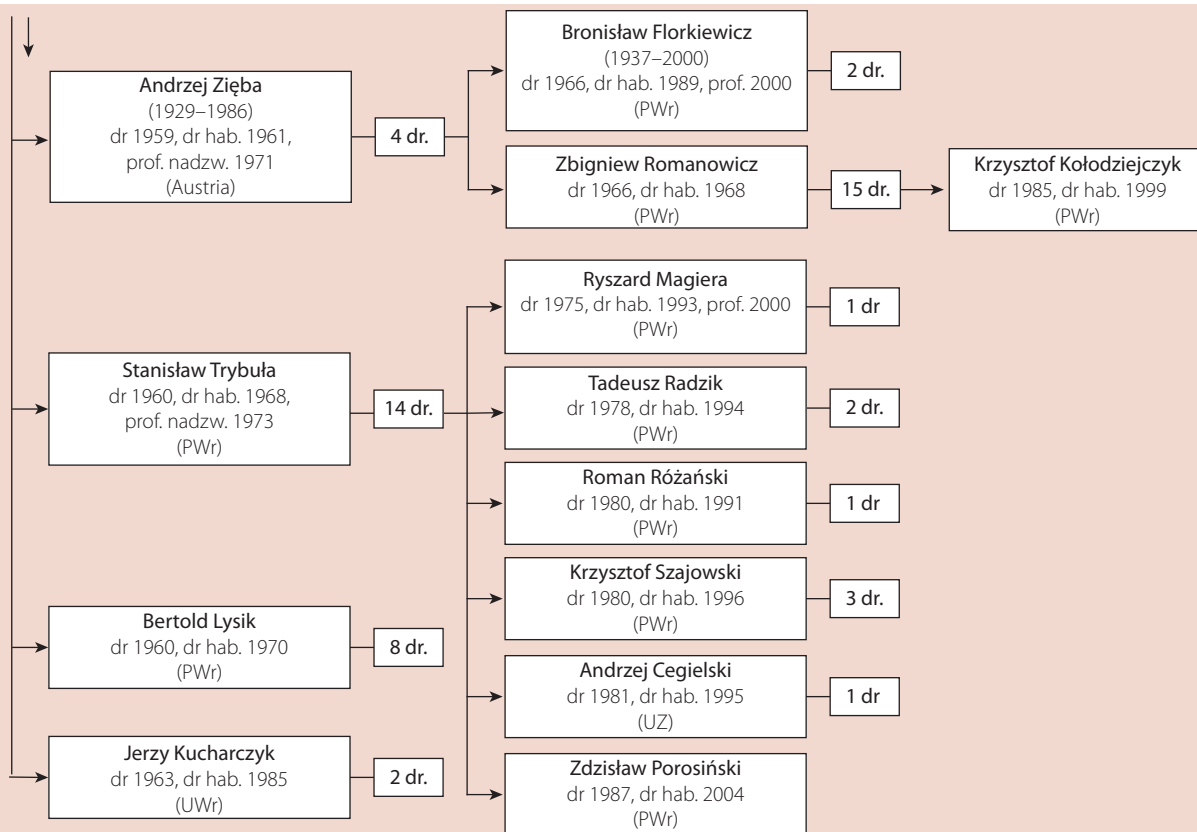 Andrzej Zięba
(1929–1986)
dr 1959, dr hab. 1961,
prof. nadzw. 1971
(Austria)
4 dr.
Bronisław Florkiewicz
(1937–2000)
dr 1966, dr hab. 1989, prof. 2000
(PWr)
2 dr.
Zbigniew Romanowicz
dr 1966, dr hab. 1968
(PWr)
15 dr.
Krzysztof Kołodziejczyk
dr 1985, dr hab. 1999
(PWr)
Stanisław Trybuła
dr 1960, dr hab. 1968,
prof. nadzw. 1973
(PWr)
14 dr.
Ryszard Magiera
dr 1975, dr hab. 1993, prof. 2000
(PWr)
1 dr
Tadeusz Radzik
dr 1978, dr hab. 1994
(PWr)
2 dr.
Roman Różański
dr 1980, dr hab. 1991
(PWr)
1 dr
Krzysztof Szajowski
dr 1980, dr hab. 1996
(PWr)
3 dr.
Andrzej Cegielski
dr 1981, dr hab. 1995
(UZ)
1 dr
Zdzisław Porosiński
dr 1987, dr hab. 2004
(PWr)
Bertold Lysik
dr 1960, dr hab. 1970
(PWr)
8 dr.
Jerzy Kucharczyk
dr 1963, dr hab. 1985
(UWr)
2 dr.